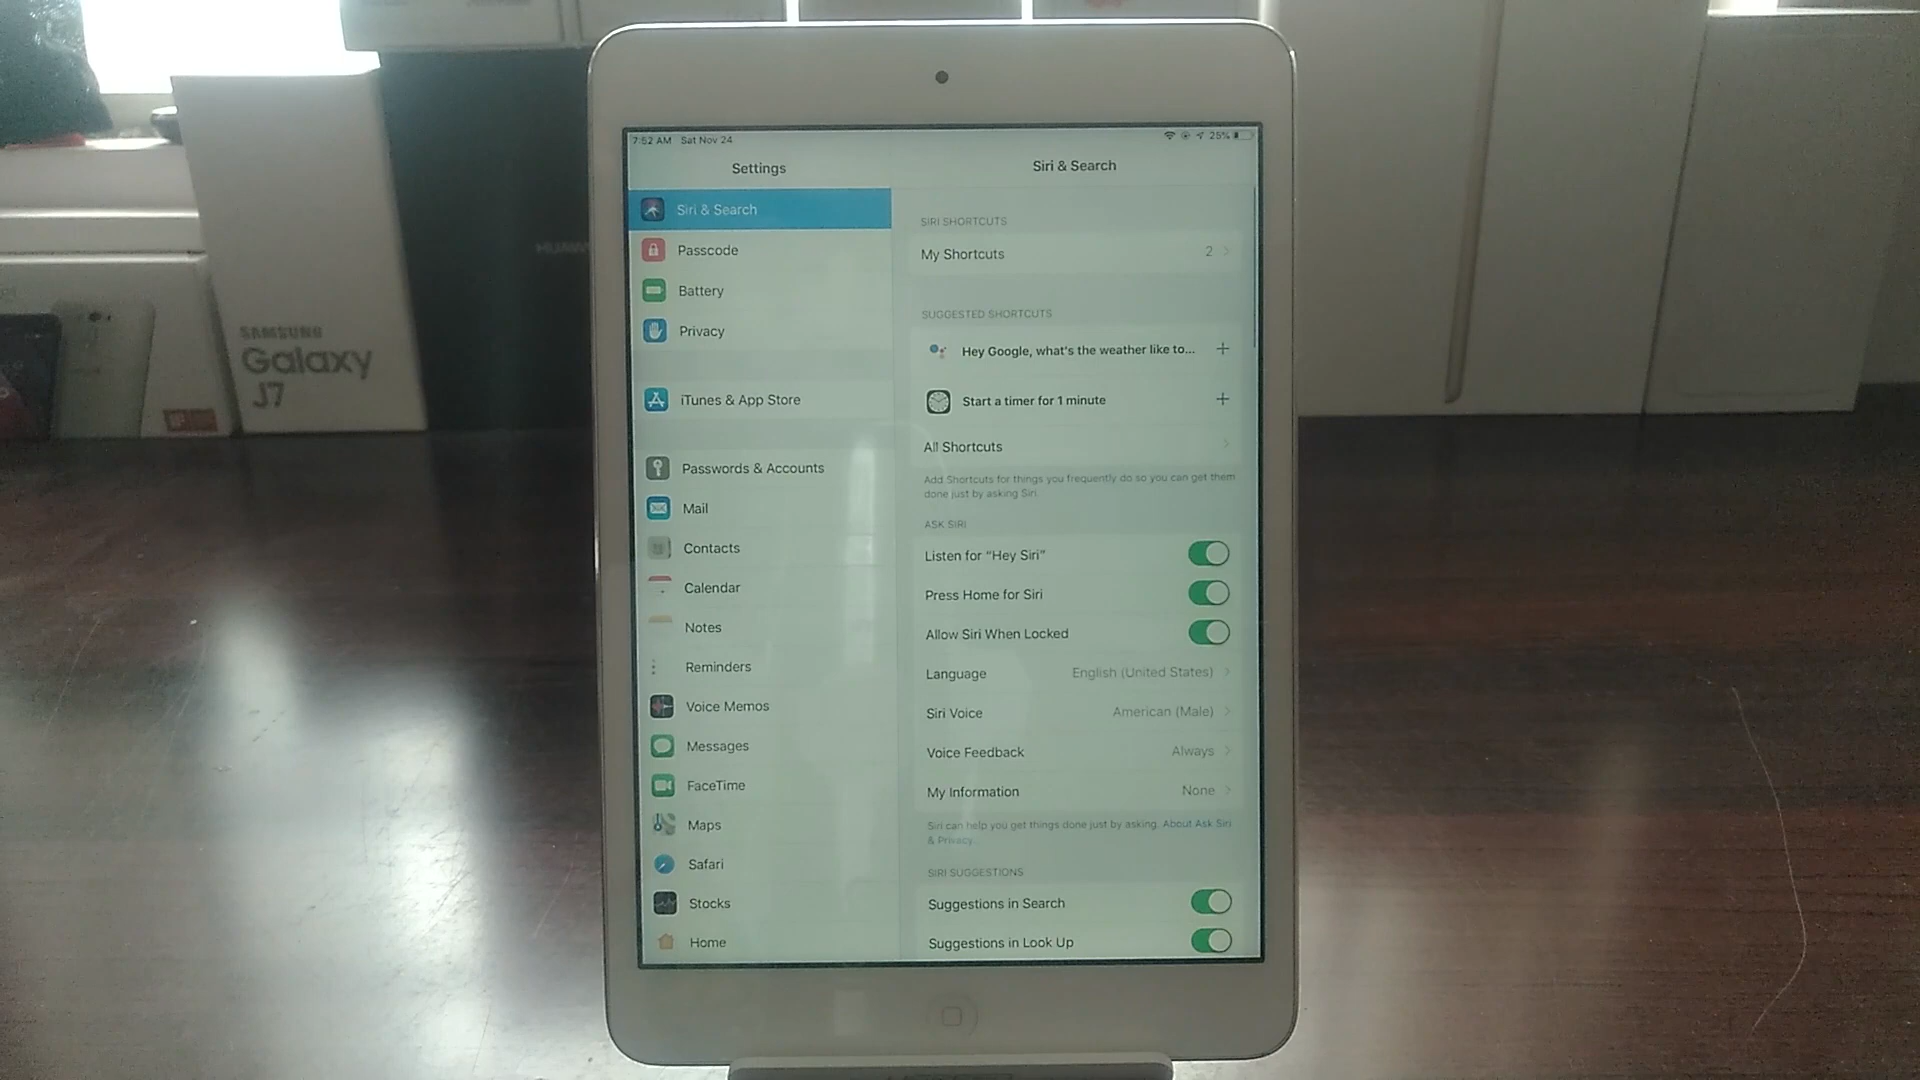 7:52 AM Sat Nov 24
25%
Settings
Siri & Search
Siri & Search
Passcode
Battery
Privacy
iTunes & App Store
Passwords & Accounts
Mail
Contacts
Calendar
Notes
Reminders
Voice Memos
Messages
FaceTime
Maps
Safari
Stocks
Home
SIRI SHORTCUTS
My Shortcuts 2
SUGGESTED SHORTCUTS
Hey Google, what's the weather like to...
Start a timer for 1 minute
All Shortcuts
Add Shortcuts for things you frequently do so you can get them
done just by asking Siri.
ASK SIRI
Listen for “Hey Siri”
Press Home for Siri
Allow Siri When Locked
Language English (United States)
Siri Voice American (Male)
Voice Feedback Always
My Information None
Siri can help you get things done just by asking. About Ask Siri
& Privacy...
SIRI SUGGESTIONS
Suggestions in Search
Suggestions in Look Up
SAMSUNG
Galaxy
J7